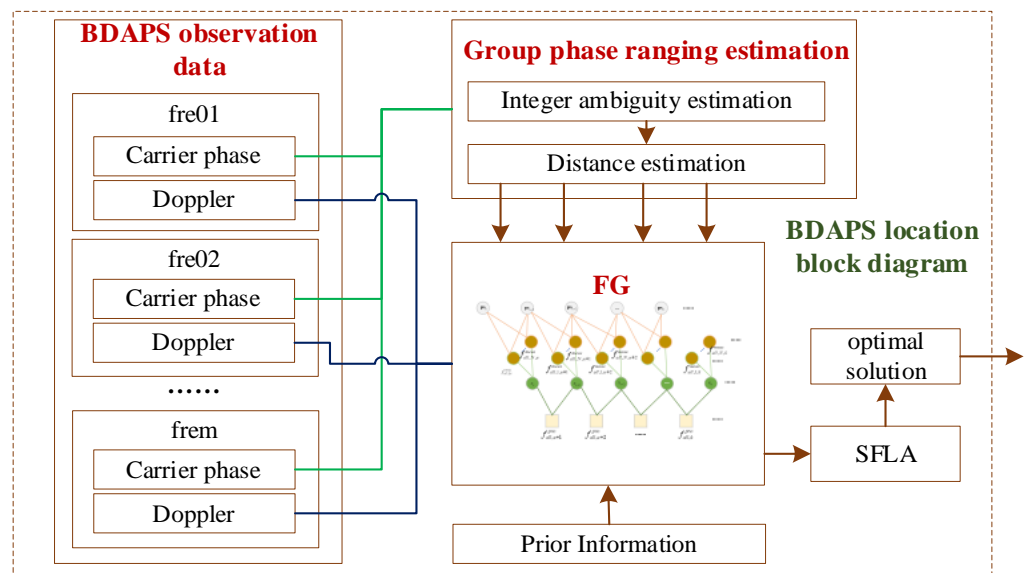 BDAPS observation
data
fre01
Carrier phase
Doppler
fre02
Carrier phase
Doppler
……
frem
Carrier phase
Doppler
Group phase ranging estimation
Integer ambiguity estimation
Distance estimation
BDAPS location
block diagram
FG
Prior Information
optimal
solution
SFLA